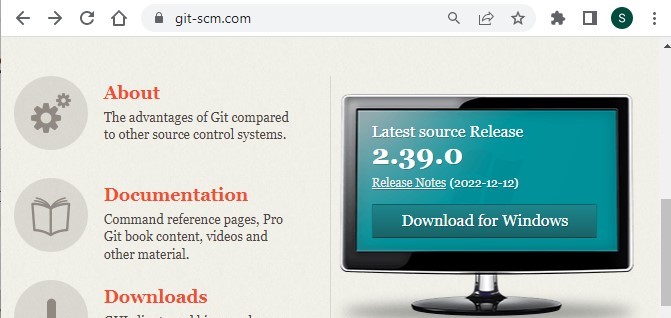 git-scm.com
S
About
The advantages of Git compared
to other source control systems.
Documentation
Command reference pages, Pro
Git book content, videos and
other material.
Downloads
Latest source Release
2.39.0
Release Notes (2022-12-12)
Download for Windows